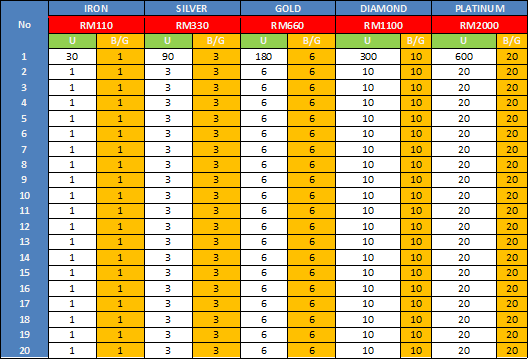 No IRON SILVER GOLD DIAMOND PLATINUM
RM110 RM330 RM660 RM1100 RM2000
U B/G U B/G U B/G U B/G U B/G
1 30 1 90 3 180 6 300 10 600 20
2 1 1 3 3 6 6 10 10 20 20
3 1 1 3 3 6 6 10 10 20 20
4 1 1 3 3 6 6 10 10 20 20
5 1 1 3 3 6 6 10 10 20 20
6 1 1 3 3 6 6 10 10 20 20
7 1 1 3 3 6 6 10 10 20 20
8 1 1 3 3 6 6 10 10 20 20
9 1 1 3 3 6 6 10 10 20 20
10 1 1 3 3 6 6 10 10 20 20
11 1 1 3 3 6 6 10 10 20 20
12 1 1 3 3 6 6 10 10 20 20
13 1 1 3 3 6 6 10 10 20 20
14 1 1 3 3 6 6 10 10 20 20
15 1 1 3 3 6 6 10 10 20 20
16 1 1 3 3 6 6 10 10 20 20
17 1 1 3 3 6 6 10 10 20 20
18 1 1 3 3 6 6 10 10 20 20
19 1 1 3 3 6 6 10 10 20 20
20 1 1 3 3 6 6 10 10 20 20